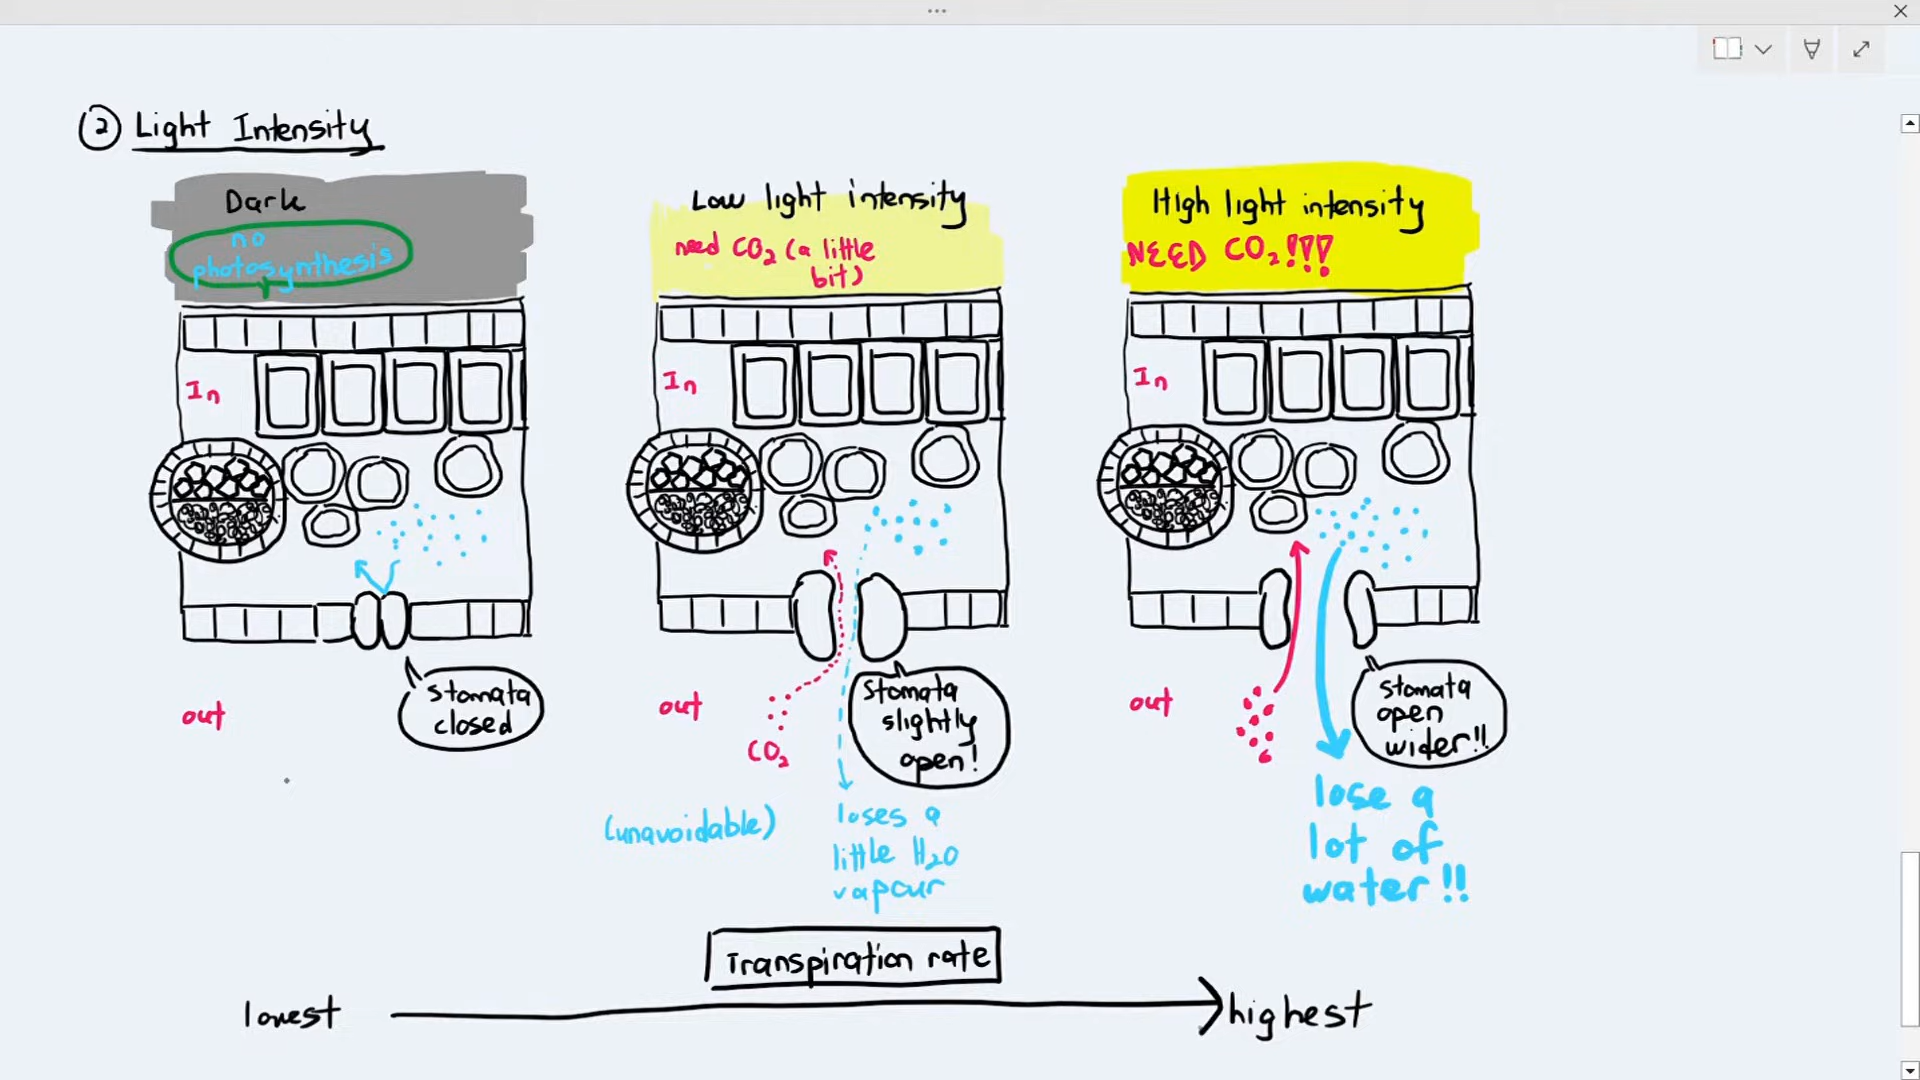 ② Light Intensity
Dark
no
photosynthesis
In
out
stomata
closed
Low light intensity
need CO₂ (a little
bit)
In
out
CO₂
stomata
slightly
open!
(unavoidable)
loses a
little H₂O
vapour
High light intensity
NEED CO₂!!!
In
out
stomata
open
wider!!
lose a
lot of
water!!
Transpiration rate
lowest
highest